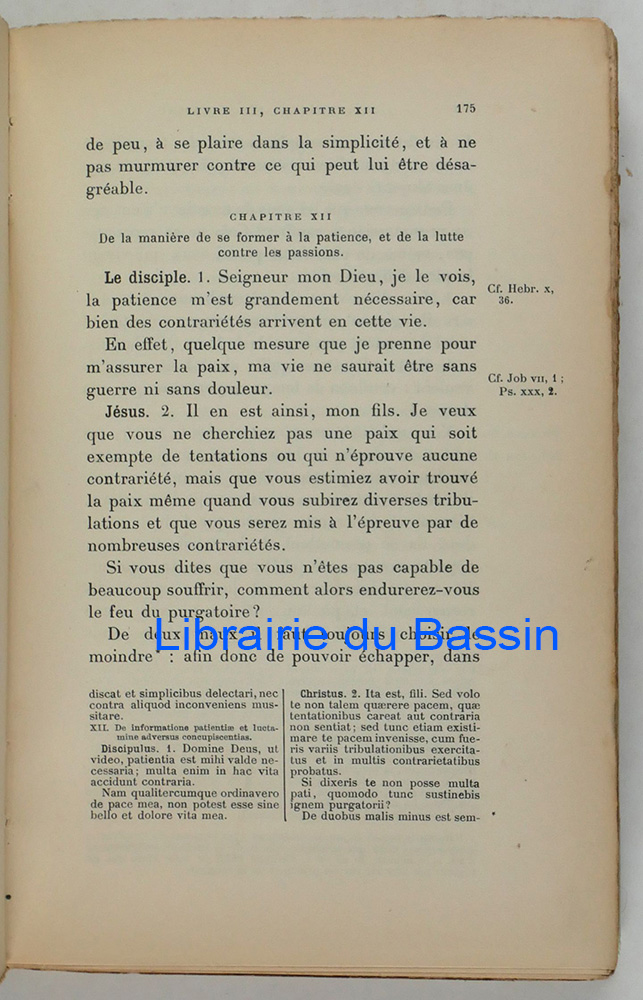 LIVRE III, CHAPITRE XII 175
de peu, à se plaire dans la simplicité, et à ne
pas murmurer contre ce qui peut lui être désa-
gréable.
CHAPITRE XII
De la manière de se former à la patience, et de la lutte
contre les passions.
Le disciple. 1. Seigneur mon Dieu, je le vois,
la patience m'est grandement nécessaire, car
bien des contrariétés arrivent en cette vie.
Cf. Hebr. x,
36.
En effet, quelque mesure que je prenne pour
m'assurer la paix, ma vie ne saurait être sans
guerre ni sans douleur.
Cf. Job vii, 1 ;
Ps. xxx, 2.
Jésus. 2. Il en est ainsi, mon fils. Je veux
que vous ne cherchiez pas une paix qui soit
exempte de tentations ou qui n'éprouve aucune
contrariété, mais que vous estimiez avoir trouvé
la paix même quand vous subirez diverses tribu-
lations et que vous serez mis à l'épreuve par de
nombreuses contrariétés.
Si vous dites que vous n'êtes pas capable de
beaucoup souffrir, comment alors endurerez-vous
le feu du purgatoire ?
De deux maux il faut toujours choisir le
Librairie du Bassin
moindre : afin donc de pouvoir échapper, dans
discat et simplicibus delectari, nec
contra aliquod inconveniens mus-
sitare.
XII. De informatione patientiæ et lucta-
mine adversus concupiscentias.
Discipulus. 1. Domine Deus, ut
video, patientia est mihi valde ne-
cessaria; multa enim in hac vita
accidunt contraria.
Nam qualitercumque ordinavero
de pace mea, non potest esse sine
bello et dolore vita mea.
Christus. 2. Ita est, fili. Sed volo
te non talem quærere pacem, quæ
tentationibus careat aut contraria
non sentiat; sed tunc etiam existi-
mare te pacem invenisse, cum fue-
ris variis tribulationibus exercita-
tus et in multis contrarietatibus
probatus.
Si dixeris te non posse multa
pati, quomodo tunc sustinebis
ignem purgatorii?
De duobus malis minus est sem-